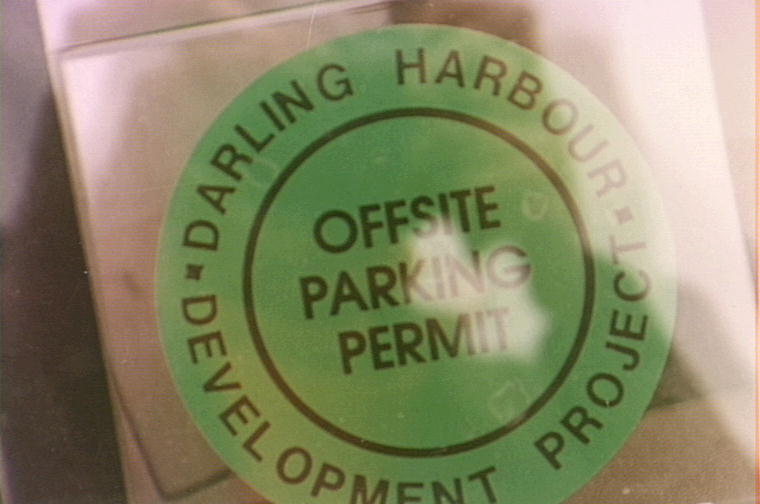 DARLING HARBOUR
DEVELOPMENT PROJECT
OFFSITE
PARKING
PERMIT